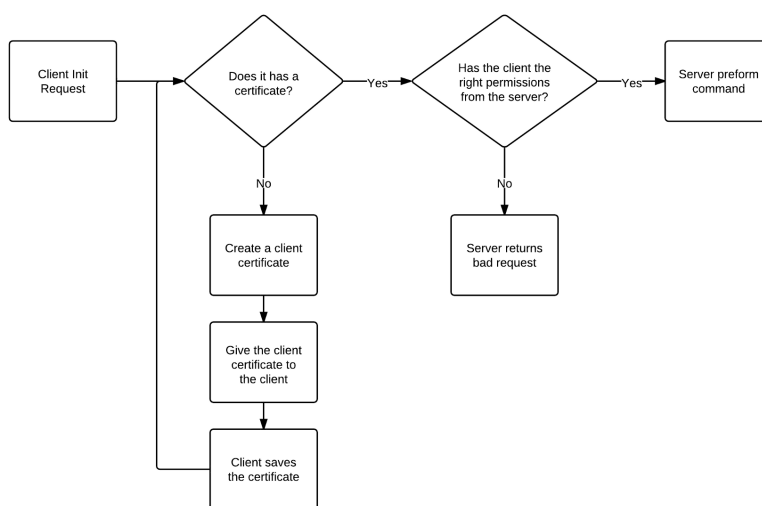 Client Init
Request
Does it has a
certificate?
Yes
Has the client the
right permissions
from the server?
Yes
Server preform
command
No
No
Create a client
certificate
Server returns
bad request
Give the client
certificate to
the client
Client saves
the certificate